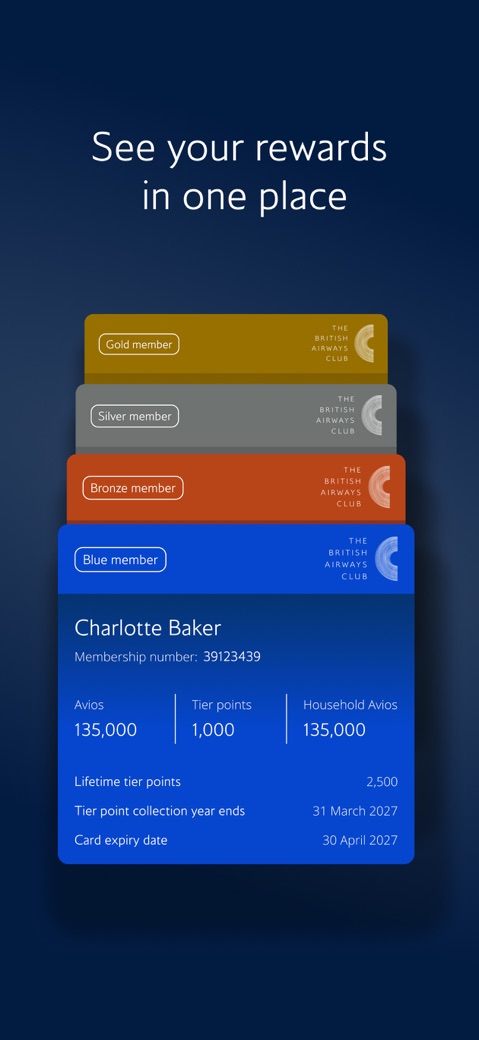 See your rewards
in one place
Gold member
THE
BRITISH
AIRWAYS
CLUB
Silver member
THE
BRITISH
AIRWAYS
CLUB
Bronze member
THE
BRITISH
AIRWAYS
CLUB
Blue member
THE
BRITISH
AIRWAYS
CLUB
Charlotte Baker
Membership number: 39123439
Avios Tier points Household Avios
135,000 1,000 135,000
Lifetime tier points 2,500
Tier point collection year ends 31 March 2027
Card expiry date 30 April 2027